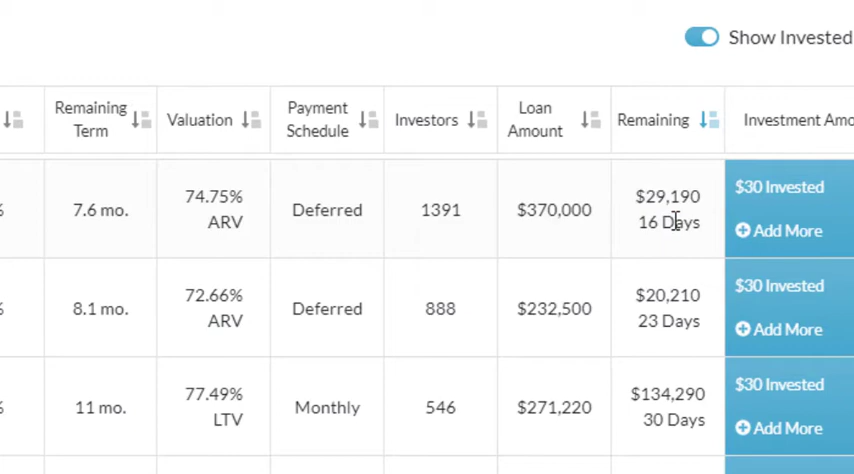 Show Invested
Remaining Term
Valuation
Payment Schedule
Investors
Loan Amount
Remaining
Investment Amo
%
7.6 mo.
74.75% ARV
Deferred
1391
$370,000
$29,190
16 Days
$30 Invested
Add More
%
8.1 mo.
72.66% ARV
Deferred
888
$232,500
$20,210
23 Days
$30 Invested
Add More
%
11 mo.
77.49% LTV
Monthly
546
$271,220
$134,290
30 Days
$30 Invested
Add More